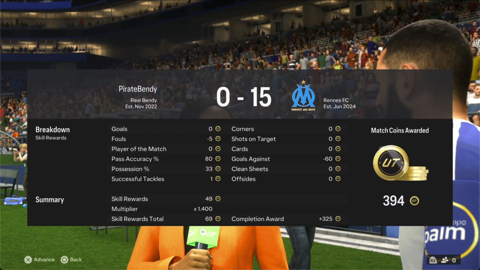 PirateBendy
Real Bendy
Est. Nov 2022
0 - 15
Rennes FC
Est. Jun 2024
Breakdown
Skill Rewards
Goals 0
Fouls -5
Player of the Match 0
Pass Accuracy % 80
Possession % 33
Successful Tackles 1
Corners 0
Shots on Target 0
Cards 0
Goals Against -60
Clean Sheets 0
Offsides 0
Match Coins Awarded
UT
394
Summary
Skill Rewards 49
Multiplier x 1.400
Skill Rewards Total 69
Completion Award +325
Advance
Back
0
palm